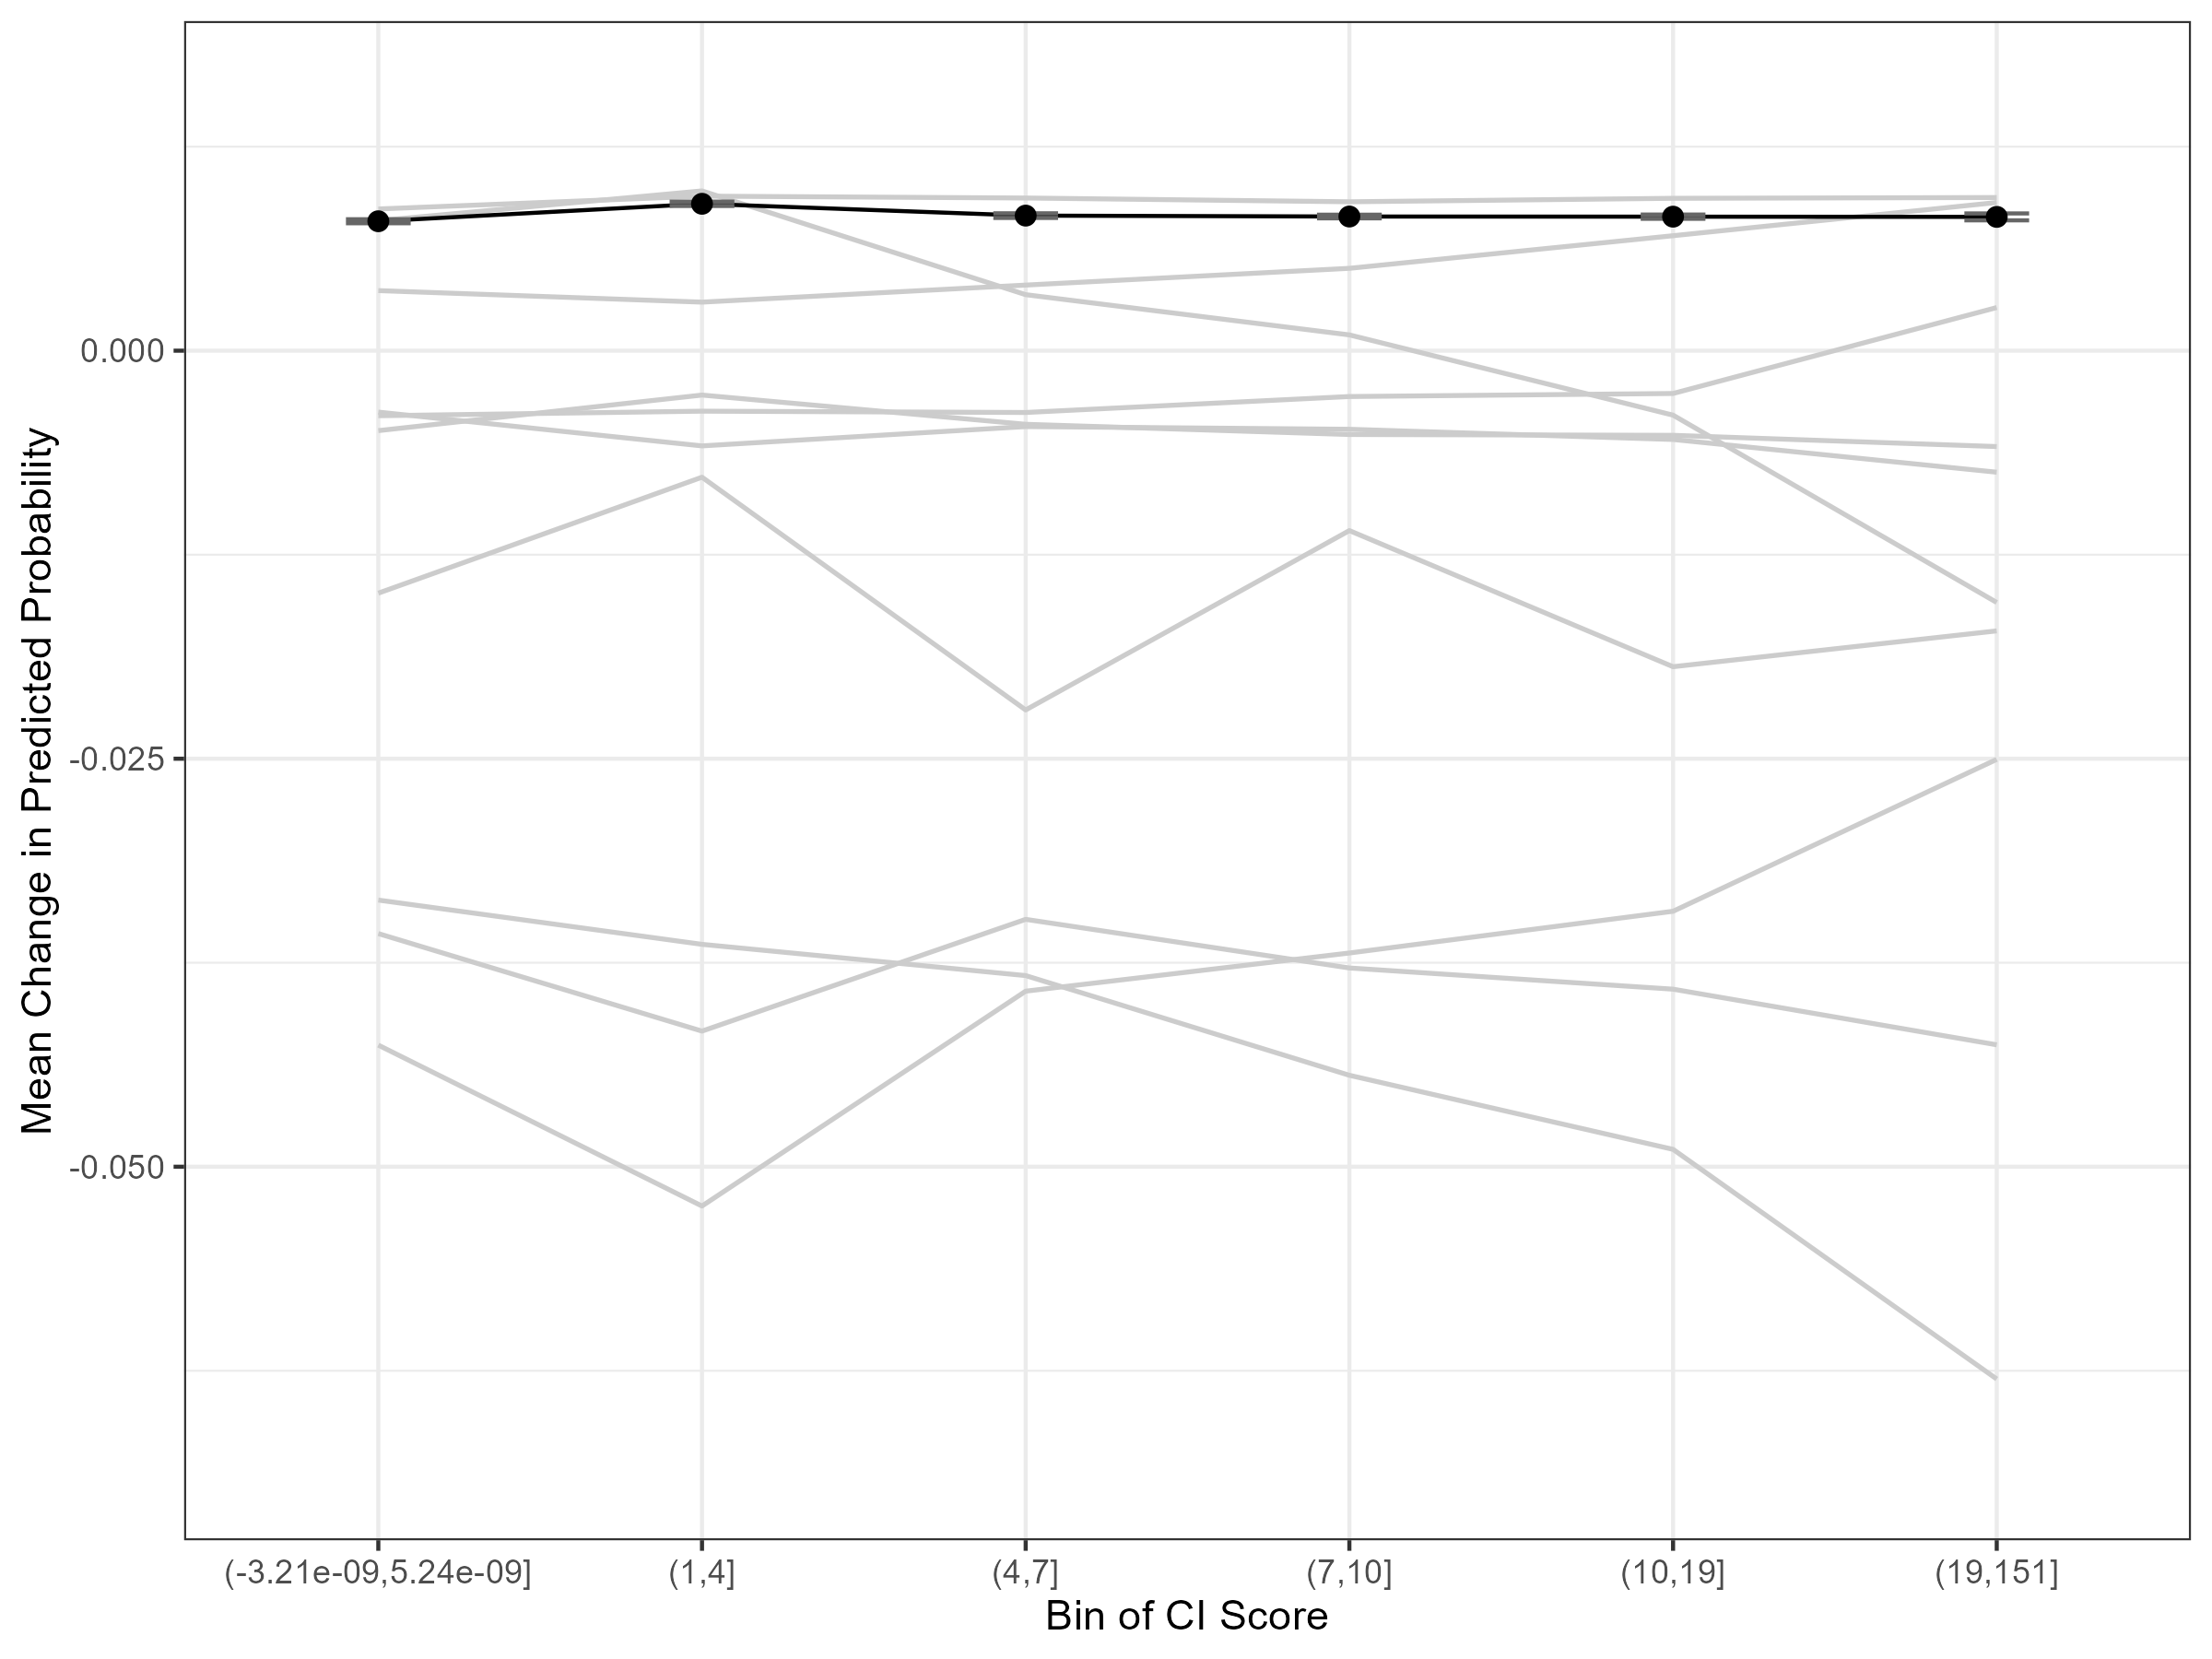 Mean Change in Predicted Probability
0.000
-0.025
-0.050
(-3.21e-09,5.24e-09]
(1,4]
(4,7]
(7,10]
(10,19]
(19,151]
Bin of CI Score